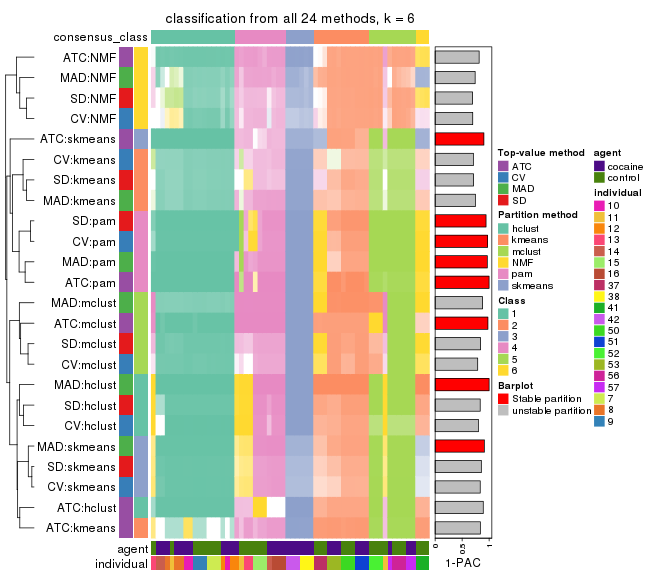 classification from all 24 methods, k = 6
consensus_class
ATC:NMF
MAD:NMF
SD:NMF
CV:NMF
ATC:skmeans
CV:kmeans
SD:kmeans
MAD:kmeans
SD:pam
CV:pam
MAD:pam
ATC:pam
MAD:mclust
ATC:mclust
SD:mclust
CV:mclust
MAD:hclust
SD:hclust
CV:hclust
MAD:skmeans
SD:skmeans
CV:skmeans
ATC:hclust
ATC:kmeans
agent
individual
0
0.5
1
1-PAC
Top-value method
ATC
CV
MAD
SD
Partition method
hclust
kmeans
mclust
NMF
pam
skmeans
Class
1
2
3
4
5
6
Barplot
Stable partition
unstable partition
agent
cocaine
control
individual
10
11
12
13
14
15
16
37
38
41
42
50
51
52
53
56
57
7
8
9